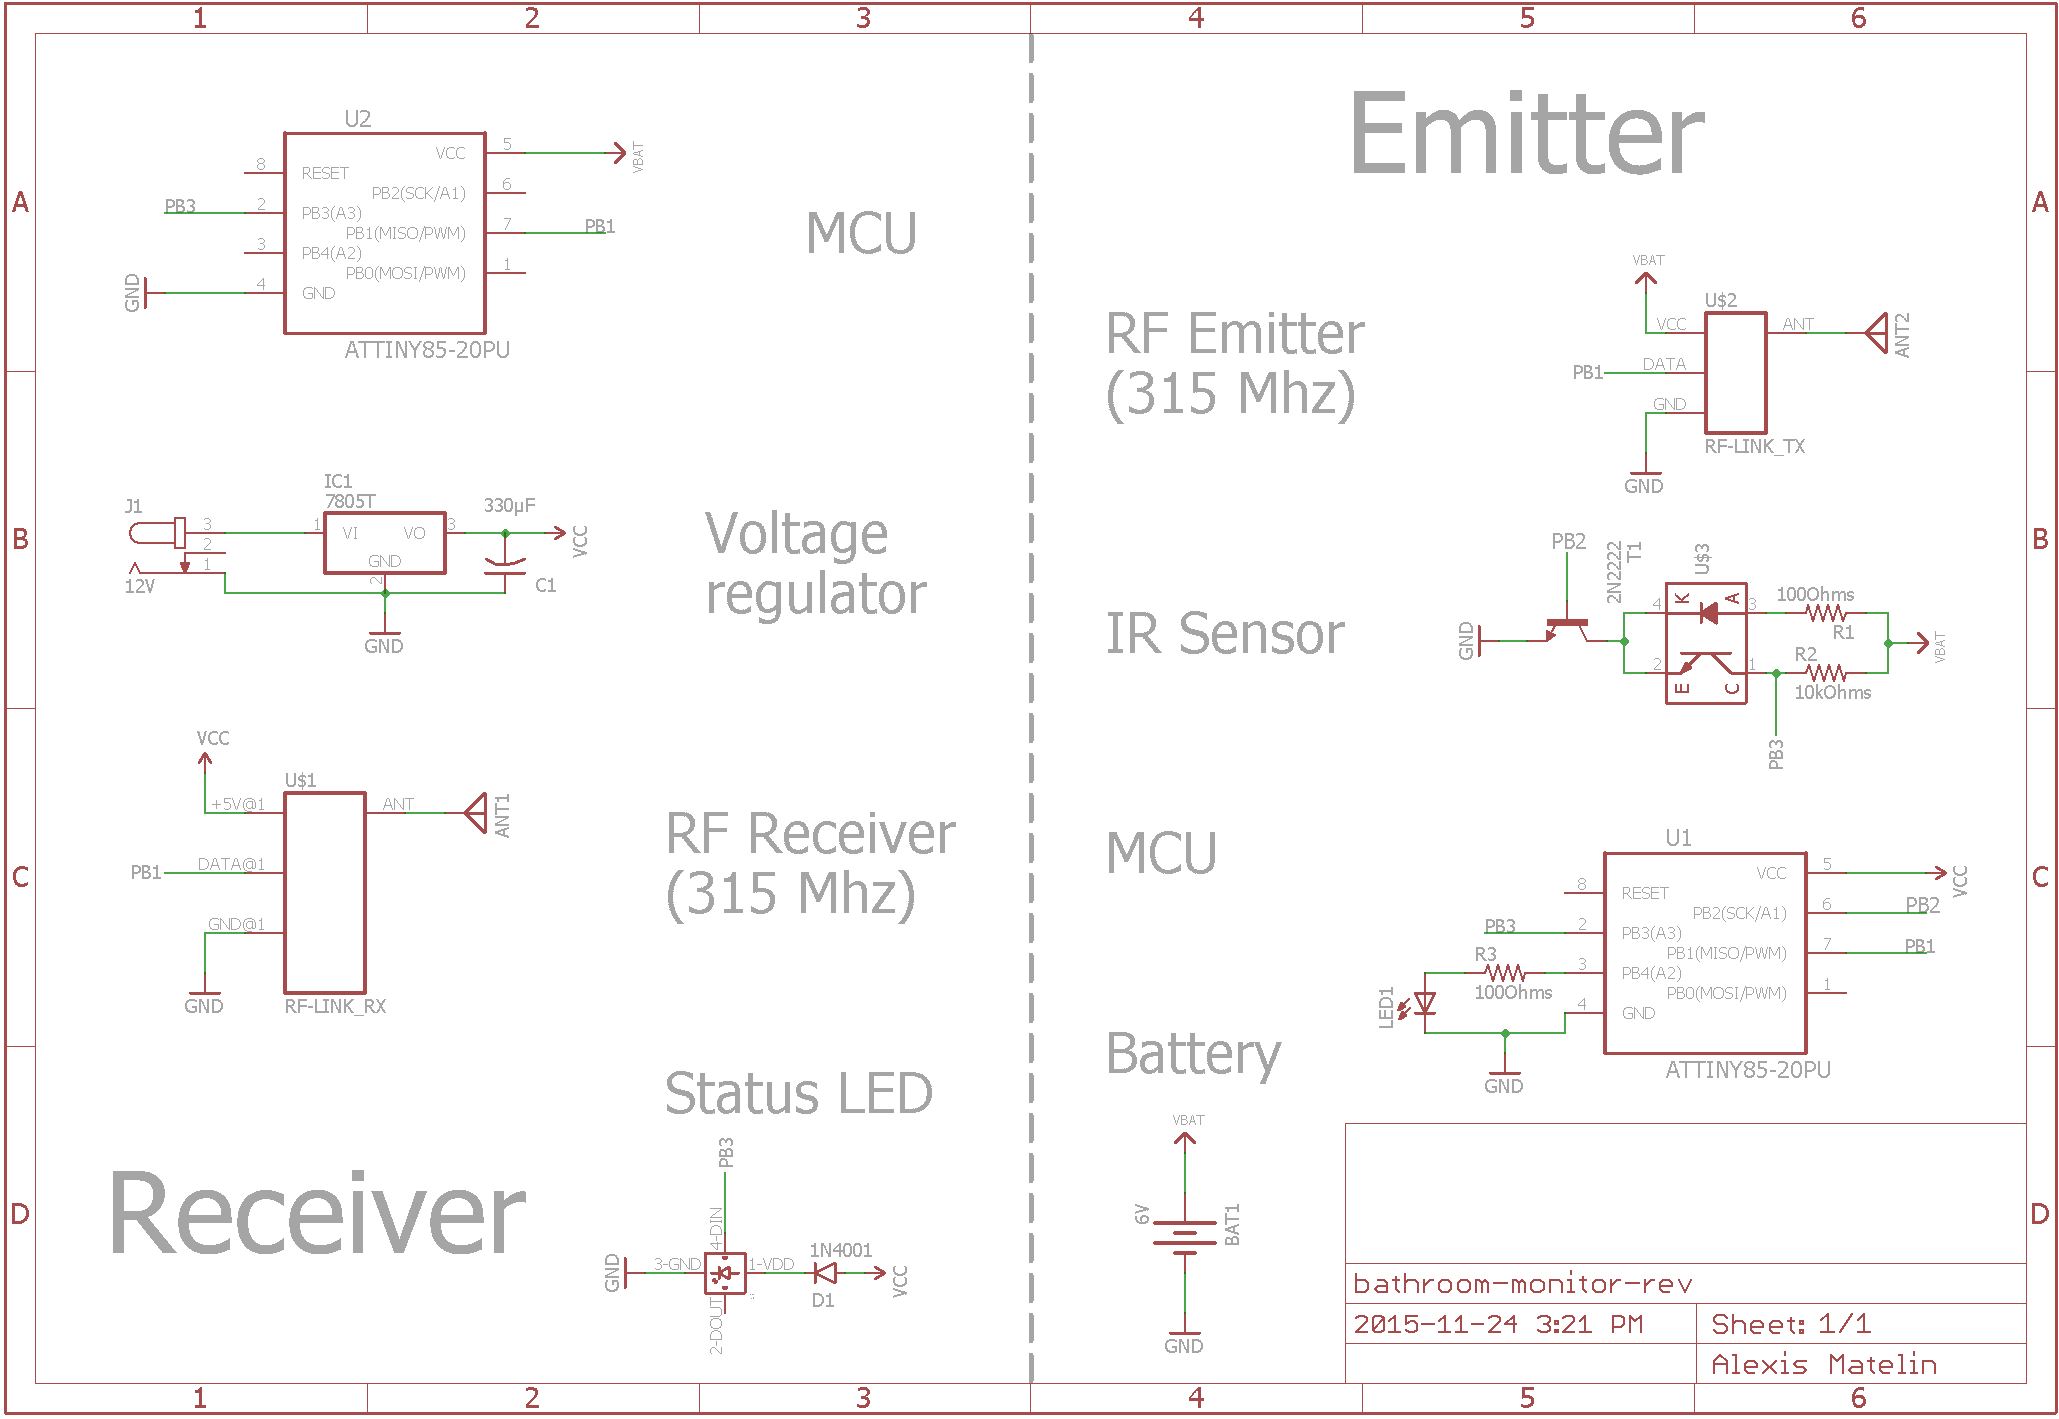 1 2 3 4 5 6
A
B
C
D
U2
8 RESET
PB3 2 PB3(A3)
3 PB4(A2)
GND 4 GND
VCC 5 VBAT
PB2(SCK/A1) 6
PB1(MISO/PWM) 7 PB1
PB0(MOSI/PWM) 1
ATTINY85-20PU
MCU
J1
3
2
1
12V
IC1
7805T
1 VI VO 3
GND
2
330µF
C1
VCC
GND
Voltage
regulator
VCC
U$1
+5V@1
ANT
ANT1
PB1 DATA@1
GND@1
GND
RF-LINK_RX
RF Receiver
(315 Mhz)
Status LED
PB3
4-DIN
GND 3-GND 1-VDD
1N4001
D1
VCC
2-DOUT
Receiver
Emitter
RF Emitter
(315 Mhz)
VBAT
U$2
VCC
ANT
ANT2
PB1 DATA
GND
GND
RF-LINK_TX
IR Sensor
PB2
2N2222
T1
GND
U$3
4 K A 3
2 E C 1
100Ohms
R1
R2
10kOhms
VBAT
PB3
MCU
U1
8 RESET
PB3 2 PB3(A3)
R3
100Ohms
3 PB4(A2)
4 GND
LED1
GND
VCC 5 VCC
PB2(SCK/A1) 6 PB2
PB1(MISO/PWM) 7 PB1
PB0(MOSI/PWM) 1
ATTINY85-20PU
Battery
VBAT
6V
BAT1
GND
bathroom-monitor-rev
2015-11-24 3:21 PM
Sheet: 1/1
Alexis Matelin
A
B
C
D
1 2 3 4 5 6